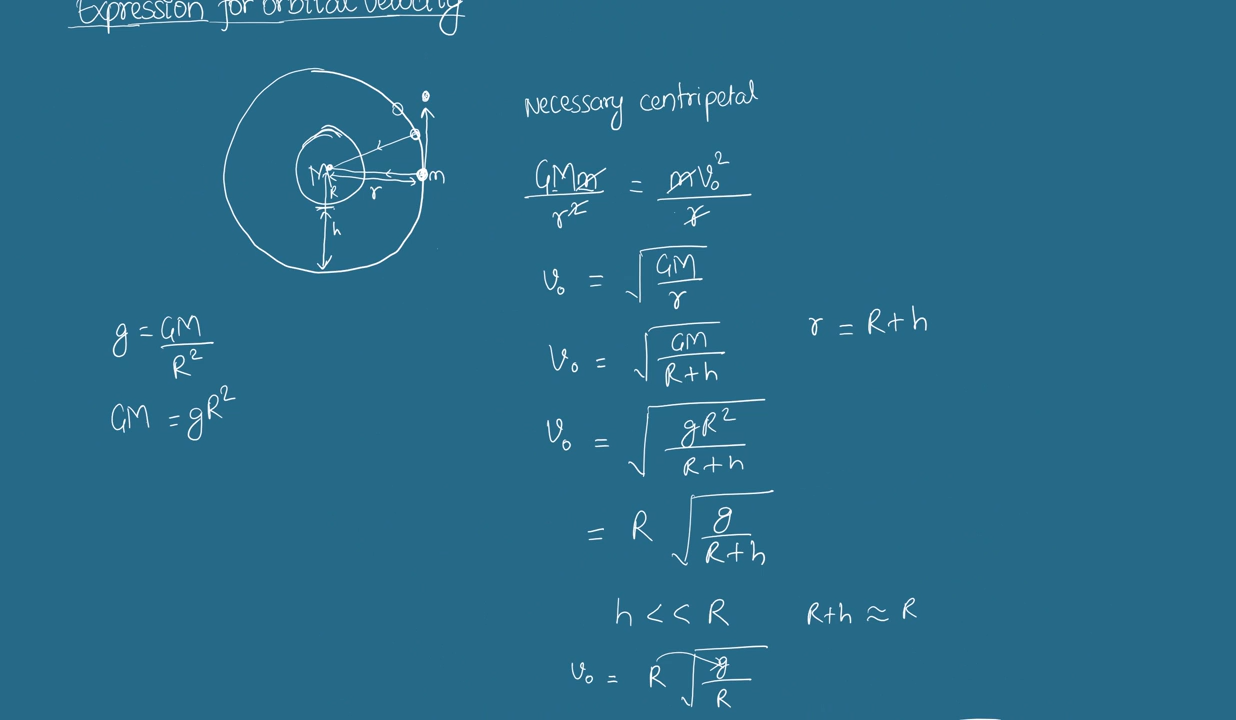 Expression for orbital velocity
Necessary centripetal
M
m
R
r
h
GMm/r² = mv₀²/r
v₀ = √(GM/r)
r = R+h
g = GM/R²
v₀ = √(GM/(R+h))
GM = gR²
v₀ = √(gR²/(R+h))
= R √(g/(R+h))
h << R R+h ≈ R
v₀ = R √(g/R)